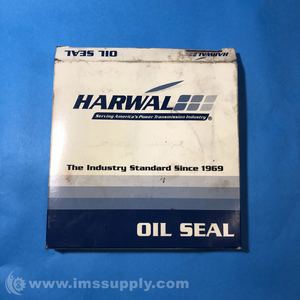 OIL SEAL
HARWAL
HARWAL
Serving America's Power Transmission Industry
®
The Industry Standard Since 1969
OIL SEAL
© www.imssupply.com